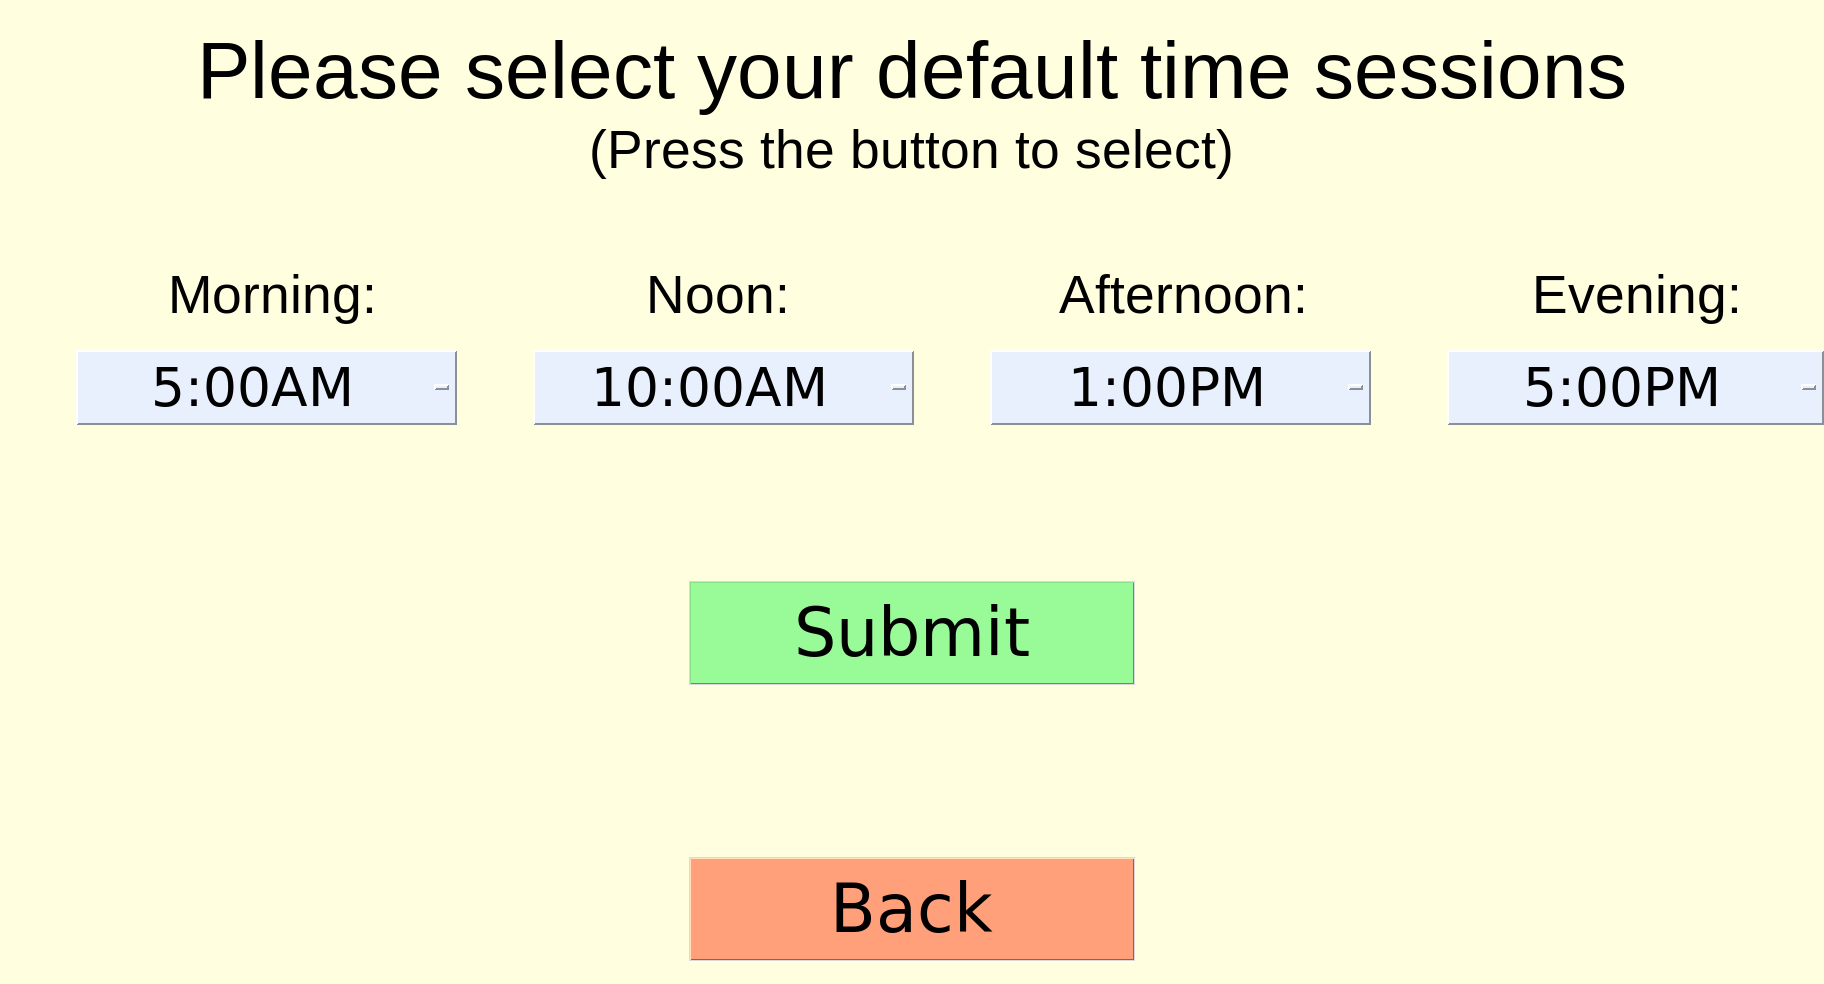 Please select your default time sessions
(Press the button to select)
Morning: Noon: Afternoon: Evening:
5:00AM 10:00AM 1:00PM 5:00PM
Submit
Back